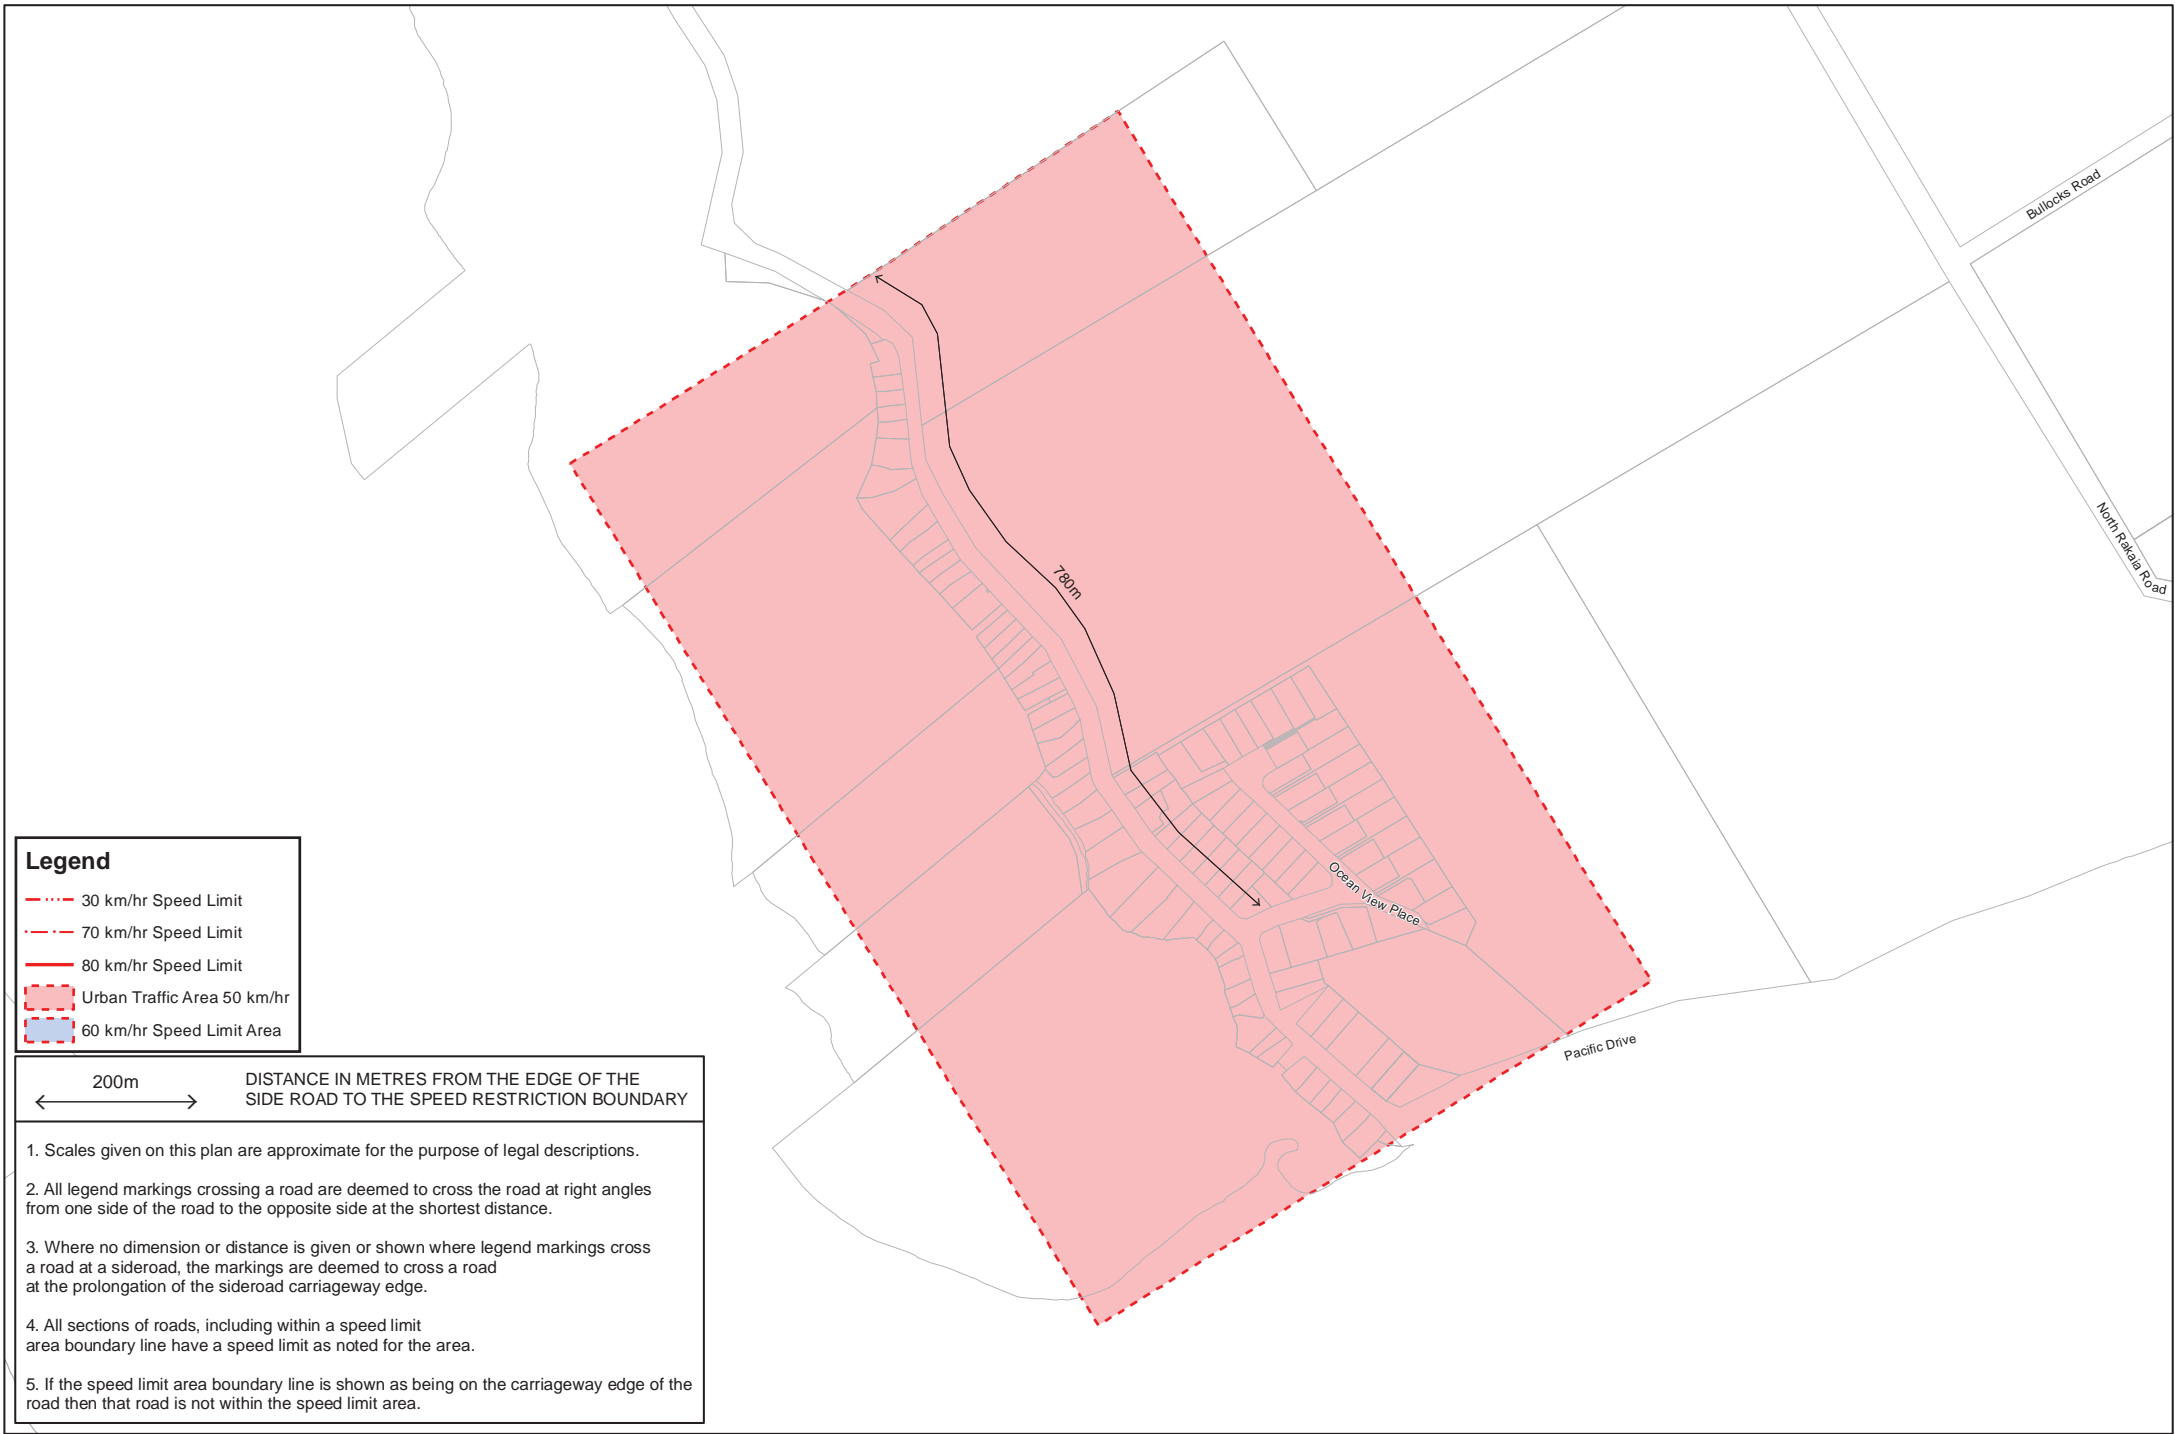 Bullocks Road
North Rakaia Road
780m
Ocean View Place
Pacific Drive
Legend
30 km/hr Speed Limit
70 km/hr Speed Limit
80 km/hr Speed Limit
Urban Traffic Area 50 km/hr
60 km/hr Speed Limit Area
200m
DISTANCE IN METRES FROM THE EDGE OF THE
SIDE ROAD TO THE SPEED RESTRICTION BOUNDARY
1. Scales given on this plan are approximate for the purpose of legal descriptions.
2. All legend markings crossing a road are deemed to cross the road at right angles
from one side of the road to the opposite side at the shortest distance.
3. Where no dimension or distance is given or shown where legend markings cross
a road at a sideroad, the markings are deemed to cross a road
at the prolongation of the sideroad carriageway edge.
4. All sections of roads, including within a speed limit
area boundary line have a speed limit as noted for the area.
5. If the speed limit area boundary line is shown as being on the carriageway edge of the
road then that road is not within the speed limit area.